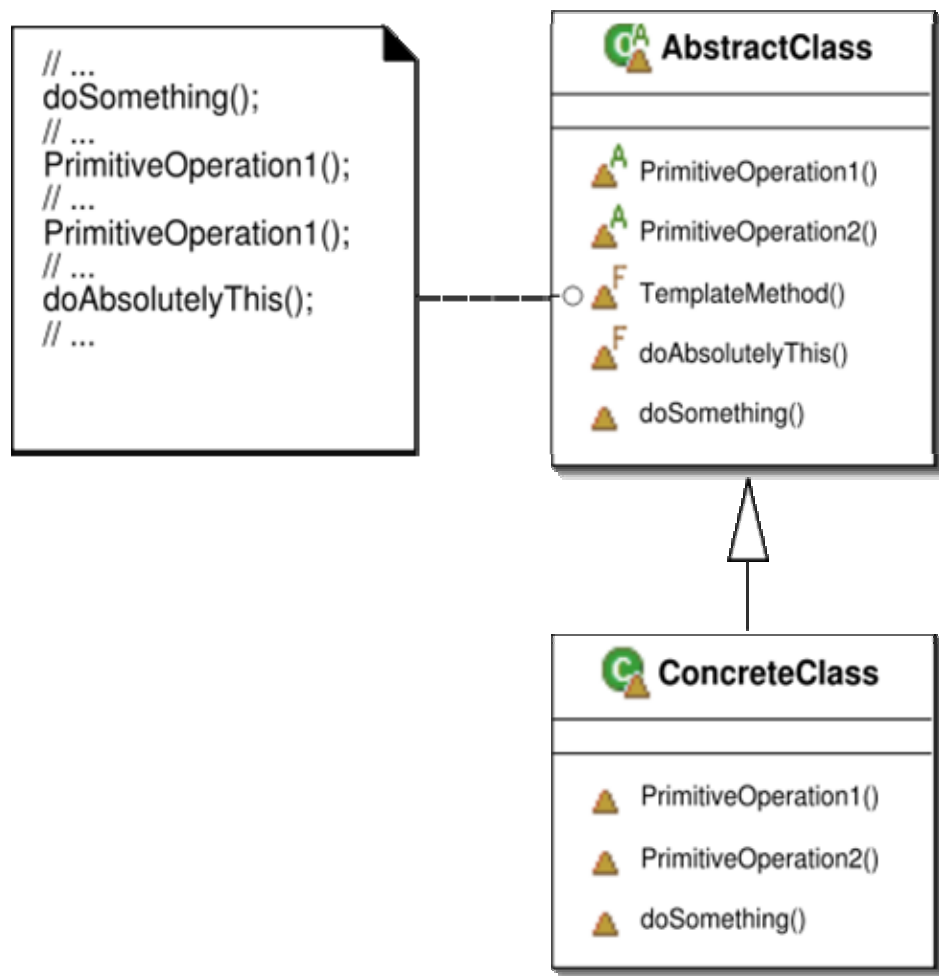 // ...
doSomething();
// ...
PrimitiveOperation1();
// ...
PrimitiveOperation1();
// ...
doAbsolutelyThis();
// ...
C A AbstractClass
A PrimitiveOperation1()
A PrimitiveOperation2()
F TemplateMethod()
F doAbsolutelyThis()
doSomething()
C ConcreteClass
PrimitiveOperation1()
PrimitiveOperation2()
doSomething()